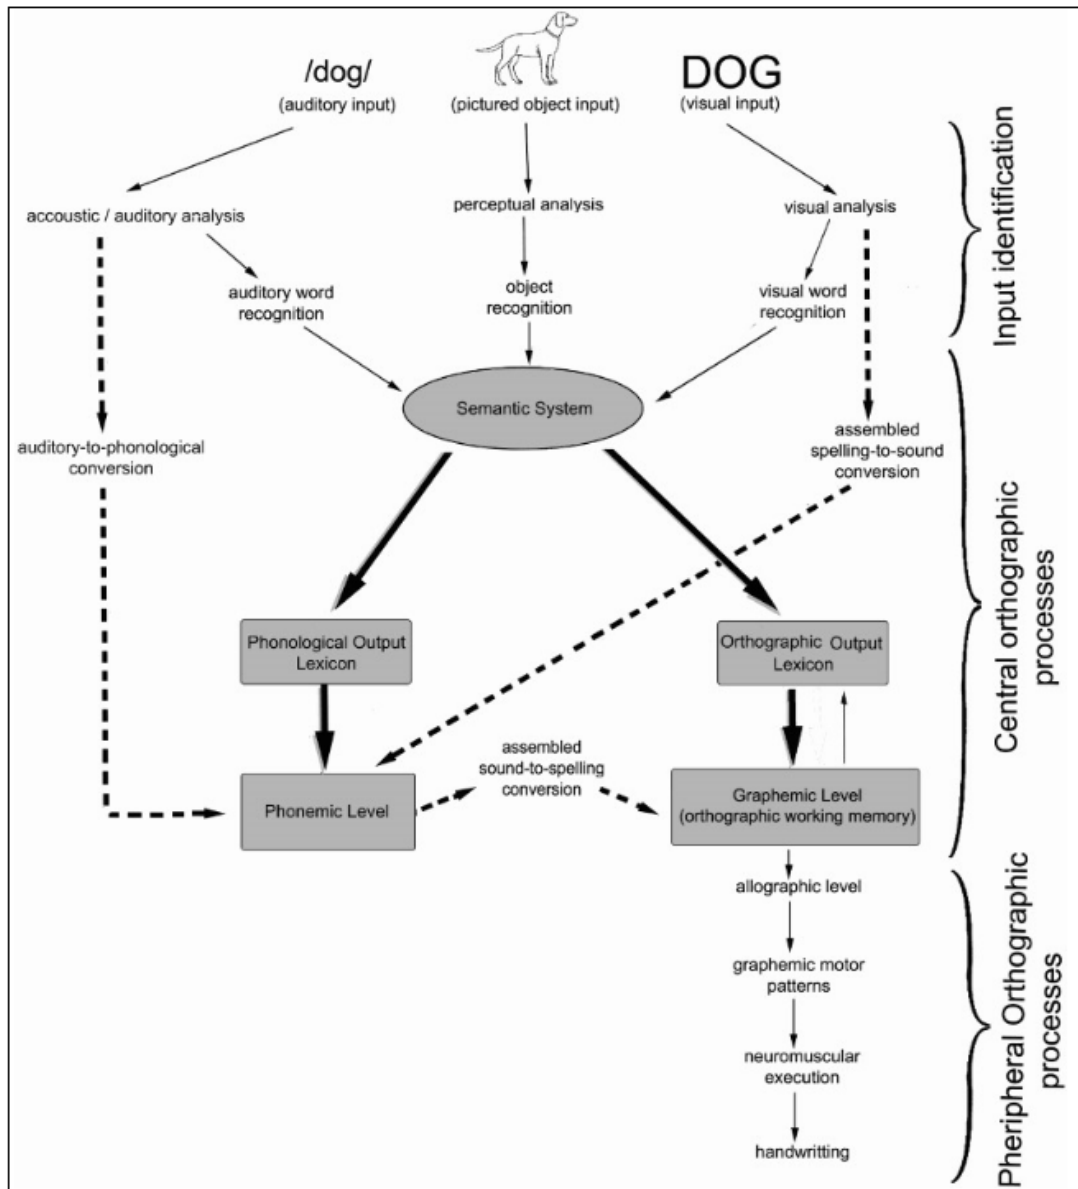 /dog/
(auditory input)
(pictured object input)
DOG
(visual input)
accoustic / auditory analysis
perceptual analysis
visual analysis
auditory word
recognition
object
recognition
visual word
recognition
Input identification
Semantic System
auditory-to-phonological
conversion
assembled
spelling-to-sound
conversion
Phonological Output
Lexicon
Orthographic Output
Lexicon
Central orthographic
processes
Phonemic Level
assembled
sound-to-spelling
conversion
Graphemic Level
(orthographic working memory)
allographic level
graphemic motor
patterns
neuromuscular
execution
handwritting
Pheripheral Orthographic
processes